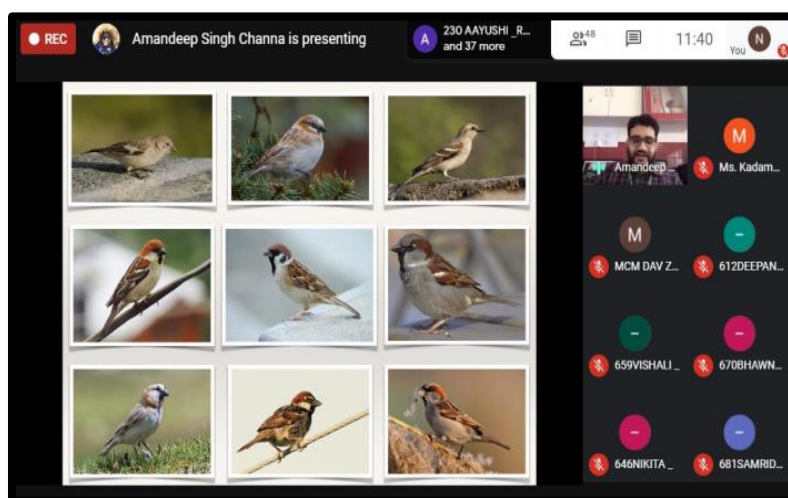 REC
Amandeep Singh Channa is presenting
A
230 AAYUSHI _R...
and 37 more
48
11:40
You
N
Amandeep ...
M
Ms. Kadam...
M
MCM DAV Z...
612DEEPAN...
659VISHALI _
670BHAWN...
646NIKITA _
681SAMRID...